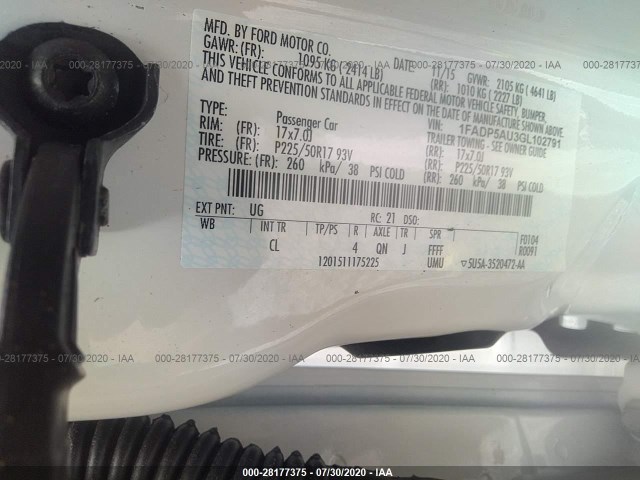 MFD. BY FORD MOTOR CO.
DATE: 11/15 GVWR: 2105 KG ( 4641 LB)
GAWR: (FR): 1095 KG ( 2414 LB) (RR): 1010 KG ( 2227 LB)
THIS VEHICLE CONFORMS TO ALL APPLICABLE FEDERAL MOTOR VEHICLE SAFETY, BUMPER,
AND THEFT PREVENTION STANDARDS IN EFFECT ON THE DATE OF MANUFACTURE SHOWN ABOVE.
VIN: 1FADP5AU3GL102791
TYPE: Passenger Car TRAILER TOWING - SEE OWNER GUIDE
RIM: (FR): 17x7.0J (RR): 17x7.0J
TIRE: (FR): P225/50R17 93V (RR): P225/50R17 93V
PRESSURE: (FR): 260 kPa/ 38 PSI COLD (RR): 260 kPa/ 38 PSI COLD
EXT PNT: UG RC: 21 DSO:
WB INT TR TP/PS R AXLE TR SPR F0104
CL 4 QN J FFFF R0091
1201511175225 UMU 5U5A-3520472-AA
000-28177375 - 07/30/2020 - IAA
000-28177375 - 07/30/2020 - IAA